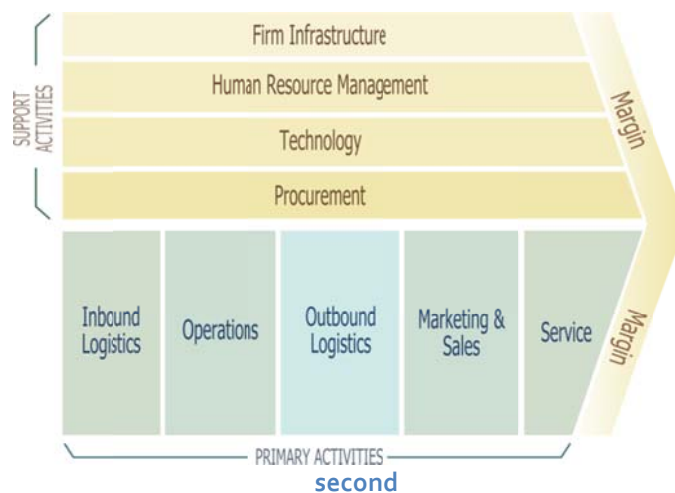 Firm Infrastructure
Human Resource Management
Technology
Procurement
SUPPORT
ACTIVITIES
Margin
Inbound
Logistics
Operations
Outbound
Logistics
Marketing &
Sales
Service
Margin
PRIMARY ACTIVITIES
second